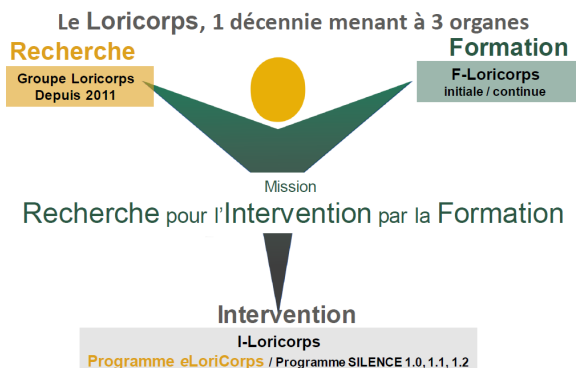 Le Loricorps, 1 décennie menant à 3 organes
Recherche
Groupe Loricorps
Depuis 2011
Formation
F-Loricorps
initiale / continue
Mission
Recherche pour l'Intervention par la Formation
Intervention
I-Loricorps
Programme eLoriCorps / Programme SILENCE 1.0, 1.1, 1.2